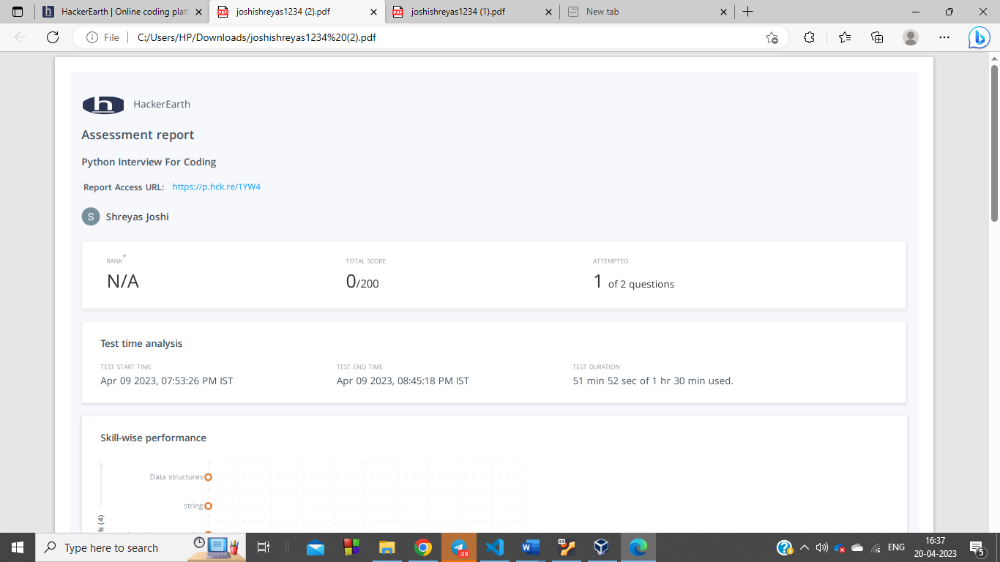 HackerEarth | Online coding plat
joshishreyas1234 (2).pdf
joshishreyas1234 (1).pdf
New tab
File
C:/Users/HP/Downloads/joshishreyas1234%20(2).pdf
h HackerEarth
Assessment report
Python Interview For Coding
Report Access URL: https://p.hck.re/1YW4
S Shreyas Joshi
RANK* TOTAL SCORE ATTEMPTED
N/A 0/200 1 of 2 questions
Test time analysis
TEST START TIME TEST END TIME TEST DURATION
Apr 09 2023, 07:53:26 PM IST Apr 09 2023, 08:45:18 PM IST 51 min 52 sec of 1 hr 30 min used.
Skill-wise performance
Data structures
string
ls (4)
Type here to search
.98
64
W
ENG
16:37
20-04-2023
5